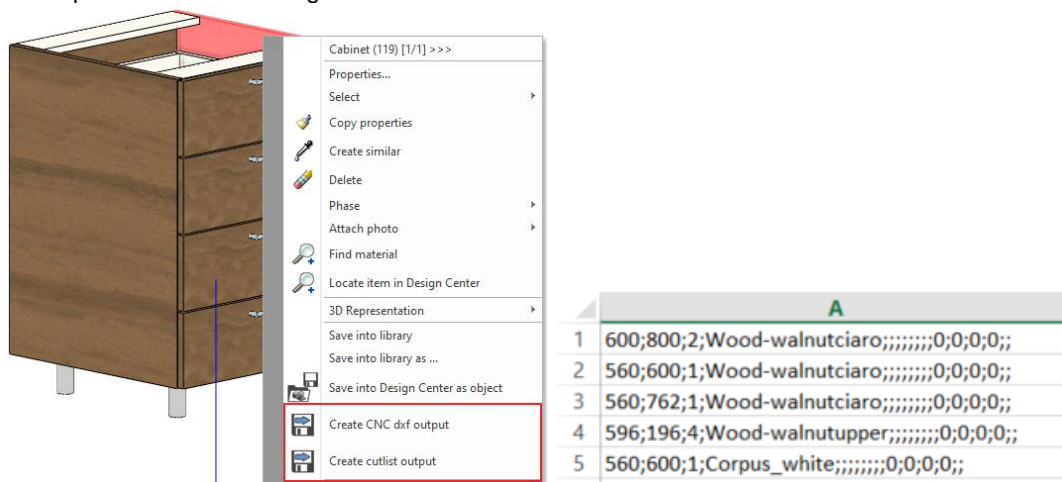 Cabinet (119) [1/1] >>>
Properties...
Select
Copy properties
Create similar
Delete
Phase
Attach photo
Find material
Locate item in Design Center
3D Representation
Save into library
Save into library as ...
Save into Design Center as object
Create CNC dxf output
Create cutlist output
A
1 600;800;2;Wood-walnutciaro;;;;;;;;0;0;0;0;;
2 560;600;1;Wood-walnutciaro;;;;;;;;0;0;0;0;;
3 560;762;1;Wood-walnutciaro;;;;;;;;0;0;0;0;;
4 596;196;4;Wood-walnutupper;;;;;;;;0;0;0;0;;
5 560;600;1;Corpus_white;;;;;;;;0;0;0;0;;